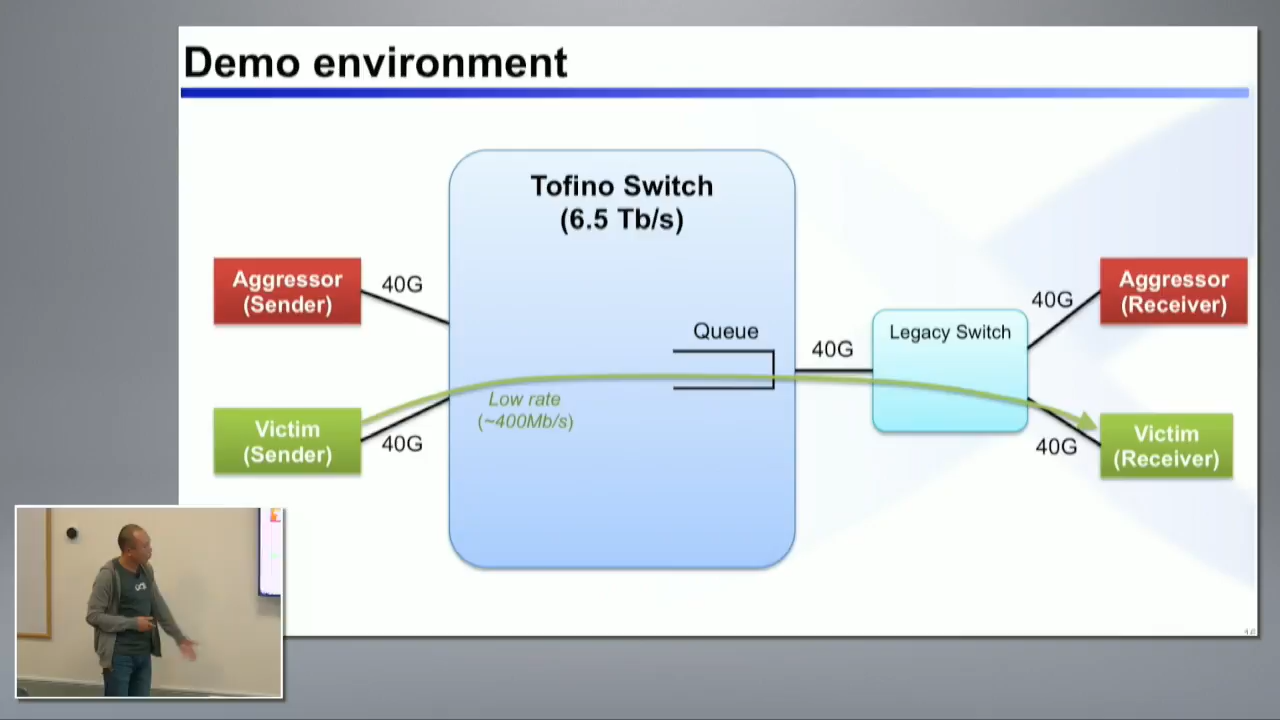 Demo environment
Tofino Switch
(6.5 Tb/s)
Aggressor
(Sender)
40G
Queue
40G
Legacy Switch
40G
Aggressor
(Receiver)
Low rate
(~400Mb/s)
Victim
(Sender)
40G
40G
Victim
(Receiver)